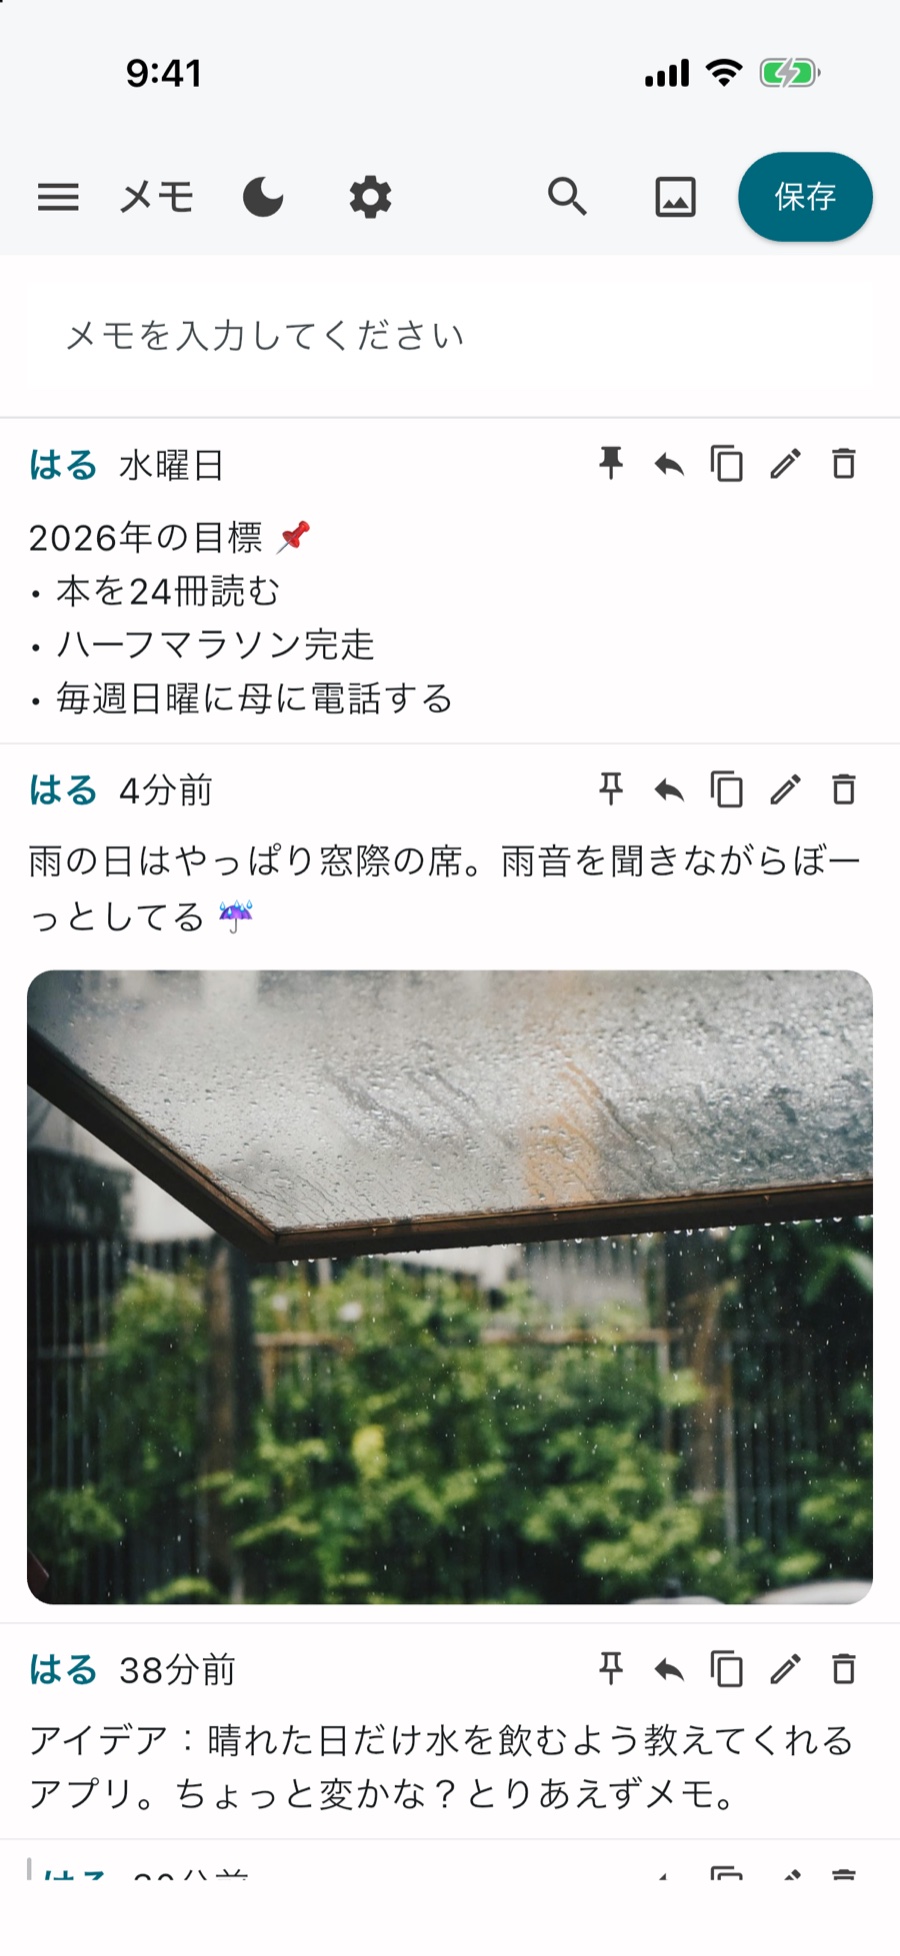 9:41
メモ
保存
メモを入力してください
はる 水曜日
2026年の目標 📌
• 本を24冊読む
• ハーフマラソン完走
• 毎週日曜に母に電話する
はる 4分前
雨の日はやっぱり窓際の席。雨音を聞きながらぼー
っとしてる ☔
はる 38分前
アイデア：晴れた日だけ水を飲むよう教えてくれる
アプリ。ちょっと変かな？とりあえずメモ。